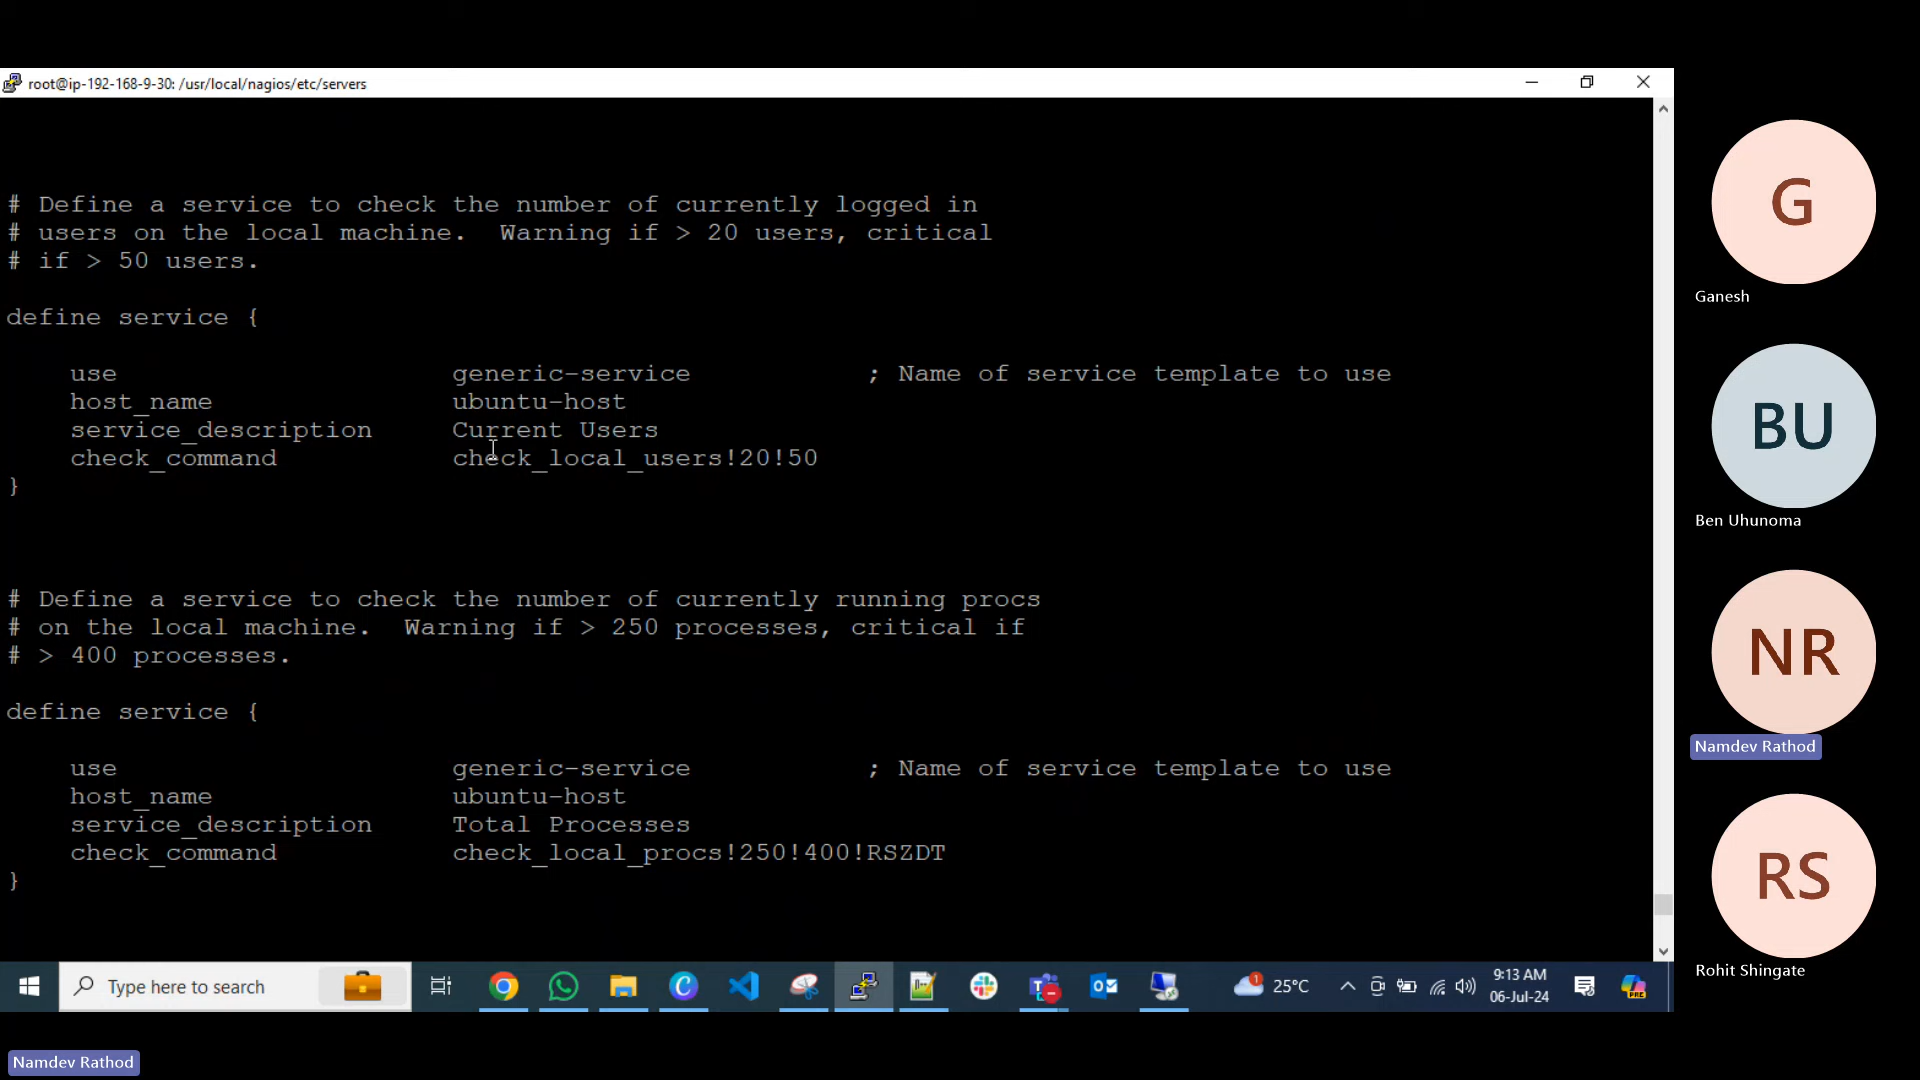 root@ip-192-168-9-30: /usr/local/nagios/etc/servers
# Define a service to check the number of currently logged in
# users on the local machine.  Warning if > 20 users, critical
# if > 50 users.
define service {
use generic-service ; Name of service template to use
host_name ubuntu-host
service_description Current Users
check_command check_local_users!20!50
}
# Define a service to check the number of currently running procs
# on the local machine.  Warning if > 250 processes, critical if
# > 400 processes.
define service {
use generic-service ; Name of service template to use
host_name ubuntu-host
service_description Total Processes
check_command check_local_procs!250!400!RSZDT
}
G
Ganesh
BU
Ben Uhunoma
NR
Namdev Rathod
RS
Rohit Shingate
Type here to search
1
25°C
9:13 AM
06-Jul-24
PRE
Namdev Rathod